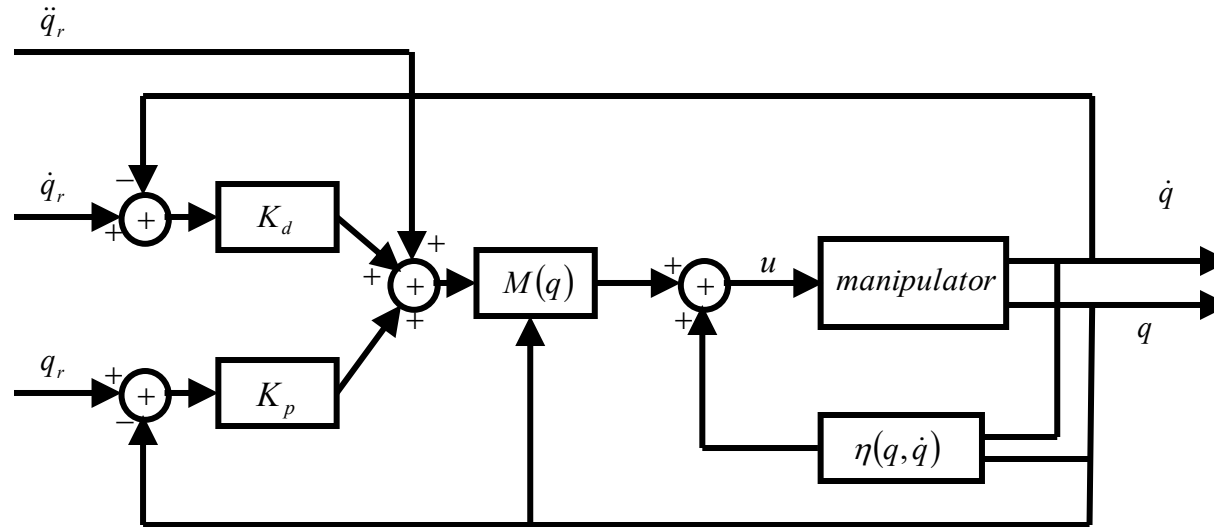 q̈_r
−
q̇_r
+
+
K_d
+
+
+
+
q_r
+
+
−
K_p
M(q)
+
+
+
u
manipulator
q̇
q
η(q, q̇)